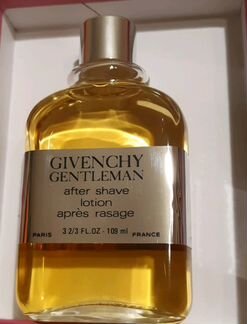 GIVENCHY
GENTLEMAN
after shave
lotion
après rasage
PARIS 3 2/3 FL.OZ - 109 ml FRANCE